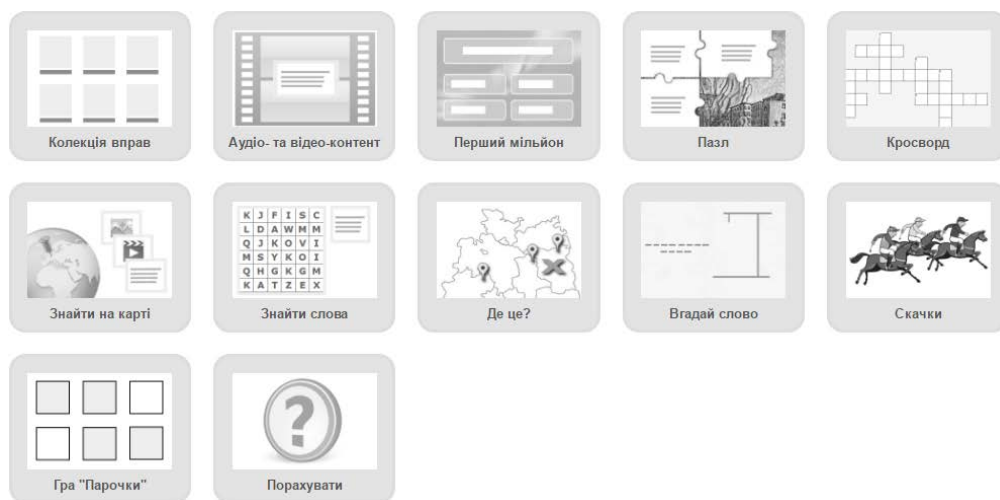 Колекція вправ
Аудіо- та відео-контент
Перший мільйон
Пазл
Кросворд
Знайти на карті
K J F I S C
L D A W M M
Q J K O V I
M S Y K O I
Q H G K G M
K A T Z E X
Знайти слова
Де це?
Вгадай слово
Скачки
Гра "Парочки"
?
Порахувати